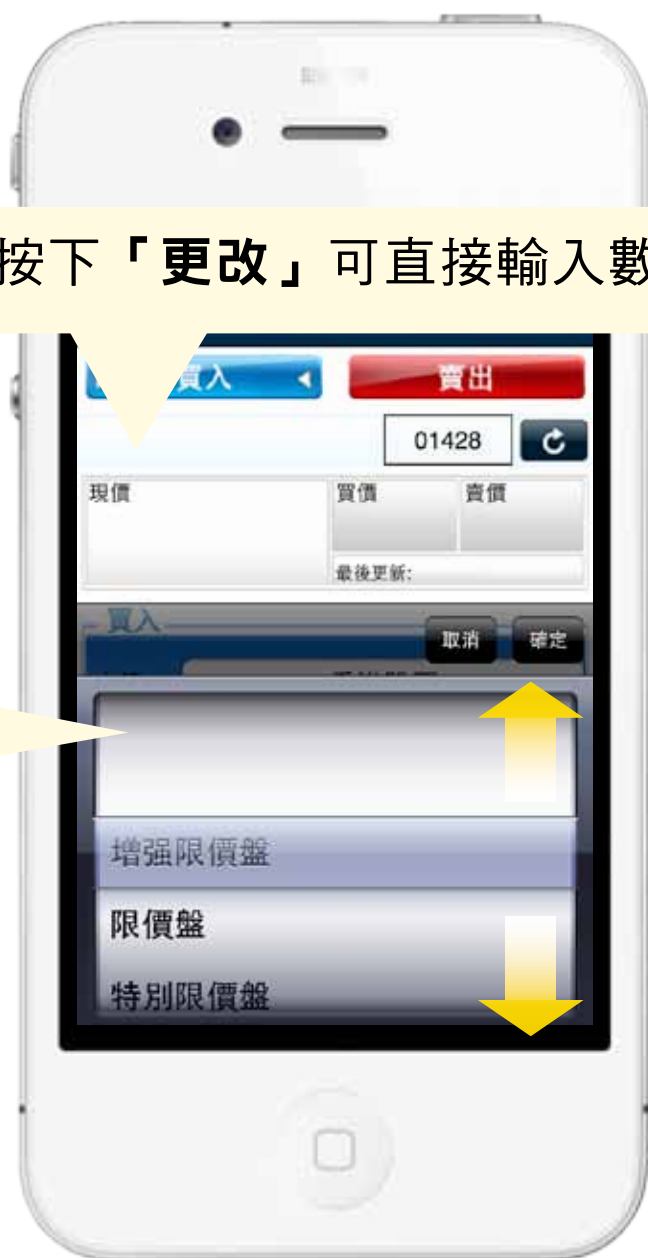 按下「更改」可直接輸入數
買入
賣出
01428
現價
買價
賣價
最後更新:
買入
取消
確定
增强限價盤
限價盤
特別限價盤